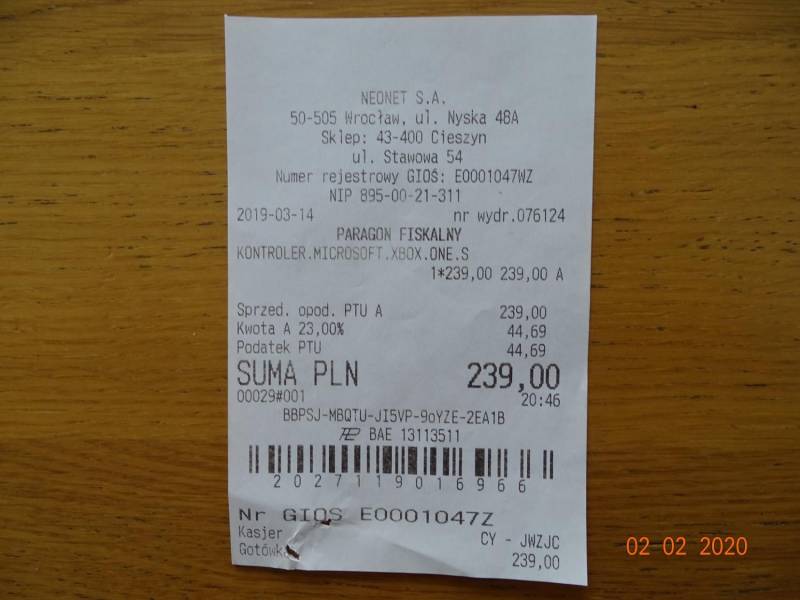 NEONET S.A.
50-505 Wrocław, ul. Nyska 48A
Sklep: 43-400 Cieszyn
ul. Stawowa 54
Numer rejestrowy GIOŚ: E0001047WZ
NIP 895-00-21-311
2019-03-14 nr wydr.076124
PARAGON FISKALNY
KONTROLER.MICROSOFT.XBOX.ONE.S
1*239,00 239,00 A
Sprzed. opod. PTU A 239,00
Kwota A 23,00% 44,69
Podatek PTU 44,69
SUMA PLN 239,00
00029#001 20:46
BBPSJ-MBQTU-JI5VP-9oYZE-2EA1B
BAE 13113511
2027119016966
Nr GIOS E0001047Z
Kasjer CY - JWZJC
Gotówka 239,00
02 02 2020